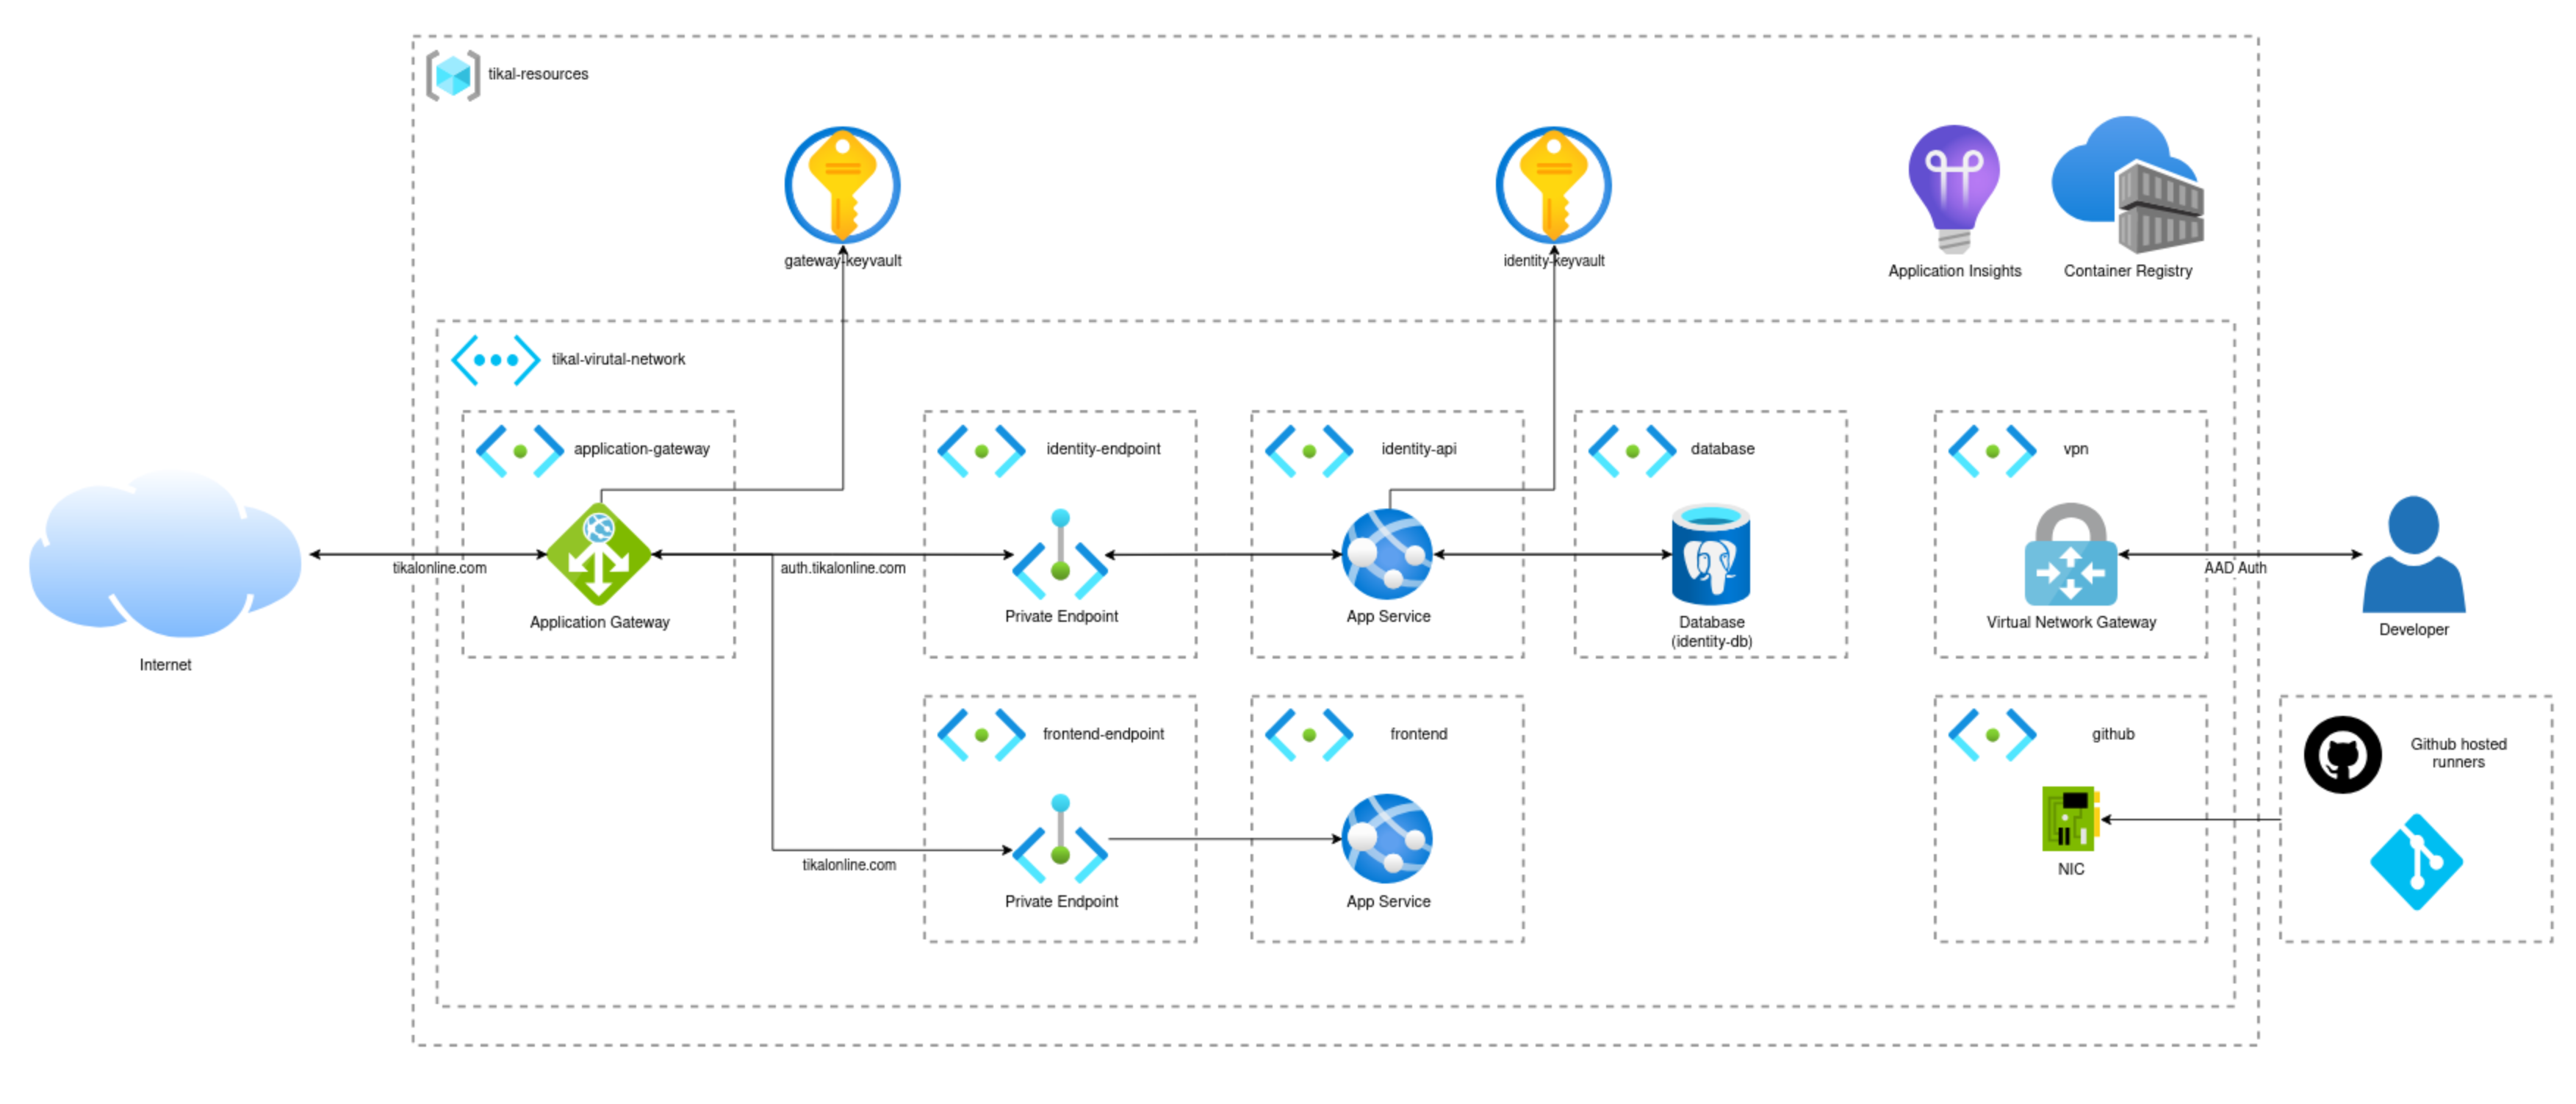 tikal-resources
gateway-keyvault
identity-keyvault
Application Insights
Container Registry
tikal-virutal-network
application-gateway
identity-endpoint
identity-api
database
vpn
tikalonline.com
auth.tikalonline.com
AAD Auth
Application Gateway
Private Endpoint
App Service
Database
(identity-db)
Virtual Network Gateway
Developer
Internet
frontend-endpoint
frontend
github
Github hosted
runners
tikalonline.com
NIC
Private Endpoint
App Service